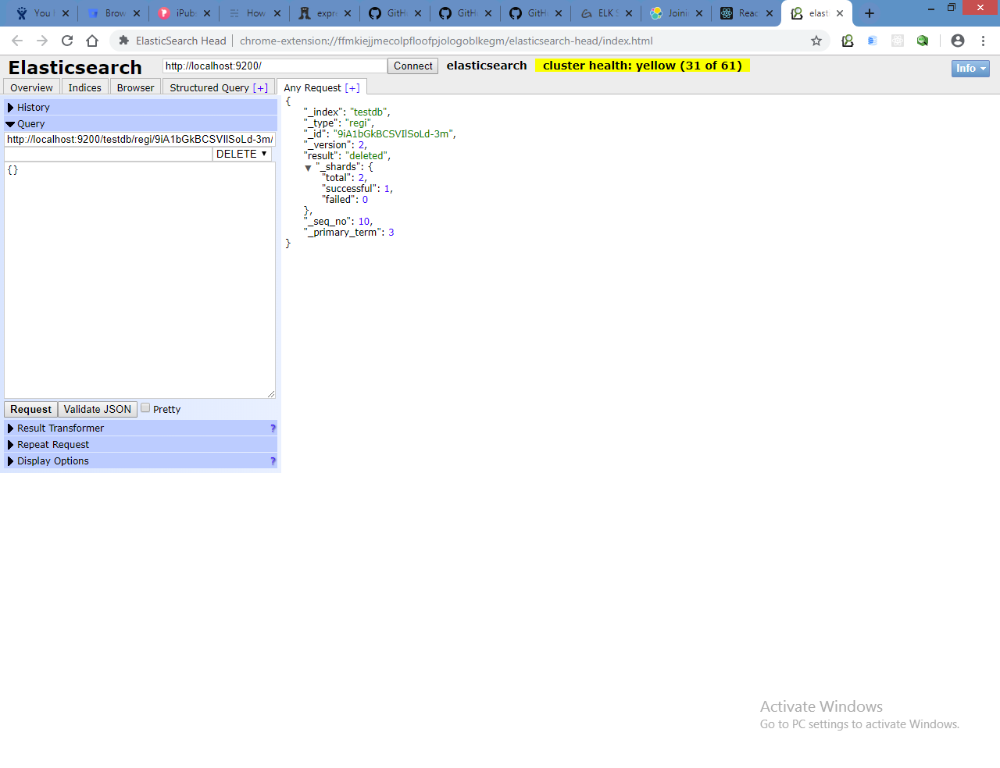 You
Brow
iPub
How
expr
GitH
GitH
GitH
ELK S
Joini
Reac
elast
ElasticSearch Head
chrome-extension://ffmkiejjmecolpfloofpjologoblkegm/elasticsearch-head/index.html
Elasticsearch
http://localhost:9200/
Connect
elasticsearch
cluster health: yellow (31 of 61)
Info
Overview
Indices
Browser
Structured Query [+]
Any Request [+]
History
Query
http://localhost:9200/testdb/regi/9iA1bGkBCSVIlSoLd-3m/
DELETE
{}
Request
Validate JSON
Pretty
Result Transformer ?
Repeat Request
Display Options ?
{
"_index": "testdb",
"_type": "regi",
"_id": "9iA1bGkBCSVIlSoLd-3m",
"_version": 2,
"result": "deleted",
"_shards": {
"total": 2,
"successful": 1,
"failed": 0
},
"_seq_no": 10,
"_primary_term": 3
}
Activate Windows
Go to PC settings to activate Windows.